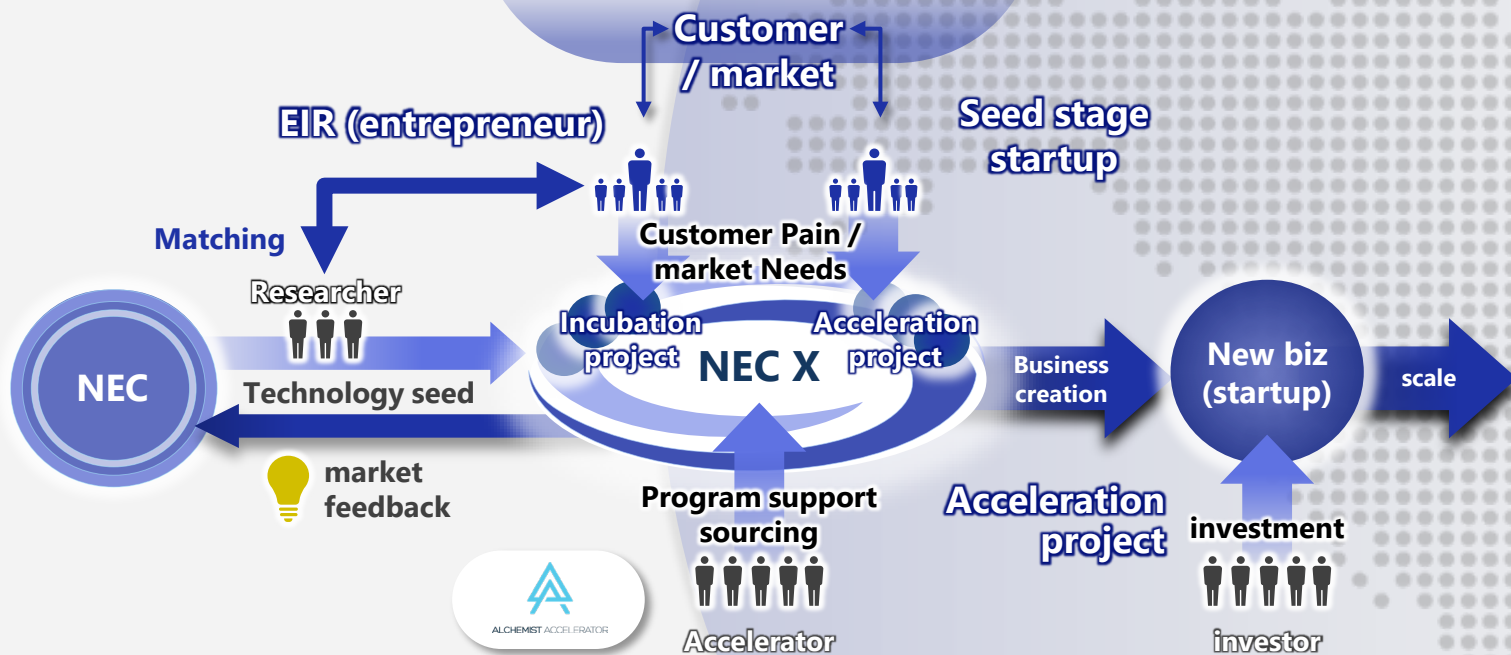 Customer
/ market
EIR (entrepreneur)
Seed stage
startup
Matching
Customer Pain /
market Needs
Researcher
Incubation
project
Acceleration
project
NEC
NEC X
Technology seed
Business
creation
New biz
(startup)
scale
market
feedback
Program support
sourcing
Acceleration
project
investment
ALCHEMIST ACCELERATOR
Accelerator
investor